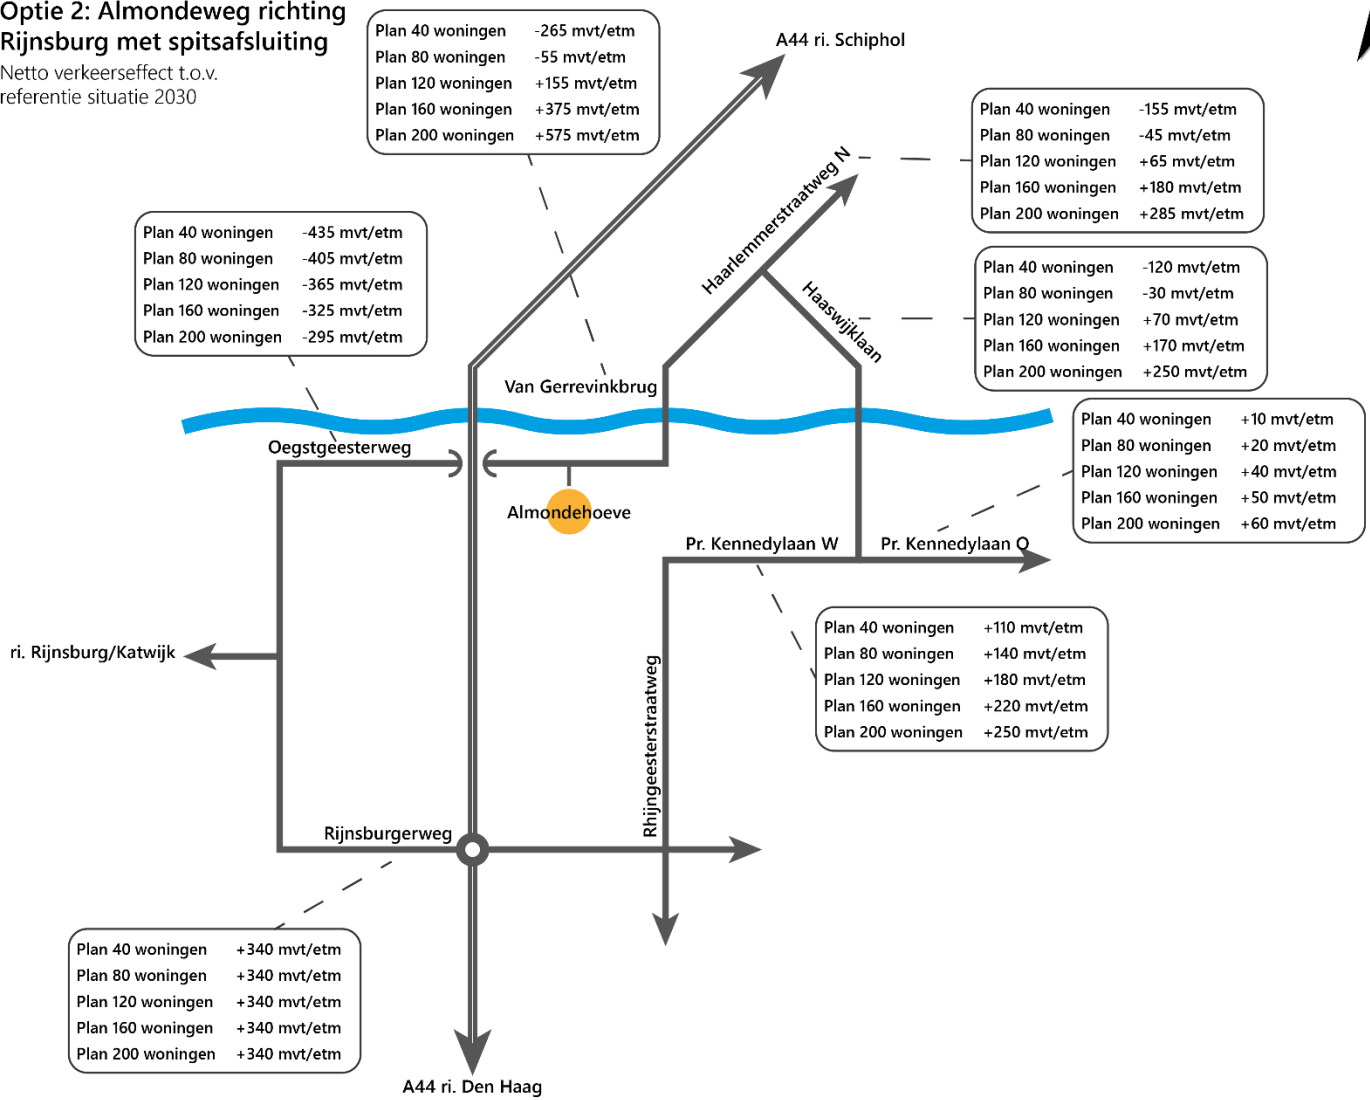 Optie 2: Almondeweg richting
Rijnsburg met spitsafsluiting
Netto verkeerseffect t.o.v.
referentie situatie 2030
Plan 40 woningen -265 mvt/etm
Plan 80 woningen -55 mvt/etm
Plan 120 woningen +155 mvt/etm
Plan 160 woningen +375 mvt/etm
Plan 200 woningen +575 mvt/etm
A44 ri. Schiphol
Plan 40 woningen -155 mvt/etm
Plan 80 woningen -45 mvt/etm
Plan 120 woningen +65 mvt/etm
Plan 160 woningen +180 mvt/etm
Plan 200 woningen +285 mvt/etm
Haarlemmerstraatweg N
Plan 40 woningen -435 mvt/etm
Plan 80 woningen -405 mvt/etm
Plan 120 woningen -365 mvt/etm
Plan 160 woningen -325 mvt/etm
Plan 200 woningen -295 mvt/etm
Plan 40 woningen -120 mvt/etm
Plan 80 woningen -30 mvt/etm
Plan 120 woningen +70 mvt/etm
Plan 160 woningen +170 mvt/etm
Plan 200 woningen +250 mvt/etm
Haaswijklaan
Van Gerrevinkbrug
Plan 40 woningen +10 mvt/etm
Plan 80 woningen +20 mvt/etm
Plan 120 woningen +40 mvt/etm
Plan 160 woningen +50 mvt/etm
Plan 200 woningen +60 mvt/etm
Oegstgeesterweg
Almondehoeve
Pr. Kennedylaan W
Pr. Kennedylaan O
Plan 40 woningen +110 mvt/etm
Plan 80 woningen +140 mvt/etm
Plan 120 woningen +180 mvt/etm
Plan 160 woningen +220 mvt/etm
Plan 200 woningen +250 mvt/etm
ri. Rijnsburg/Katwijk
Rhijngeesterstraatweg
Rijnsburgerweg
Plan 40 woningen +340 mvt/etm
Plan 80 woningen +340 mvt/etm
Plan 120 woningen +340 mvt/etm
Plan 160 woningen +340 mvt/etm
Plan 200 woningen +340 mvt/etm
A44 ri. Den Haag